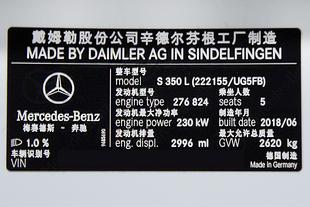 戴姆勒股份公司辛德尔芬根工厂制造
MADE BY DAIMLER AG IN SINDELFINGEN
整车型号
model S 350 L (222155/UG5FB)
发动机型号 乘坐人数
engine type 276 824 seats 5
发动机最大净功率 制造年月
max. eng. power 230 kW built date 2018/06
发动机排量 最大允许总质量
eng. displ. 2996 ml GVW 2620 kg
Mercedes-Benz
梅赛德斯-奔驰
1.0 %
车辆识别号
VIN
德国制造
Made in Germany